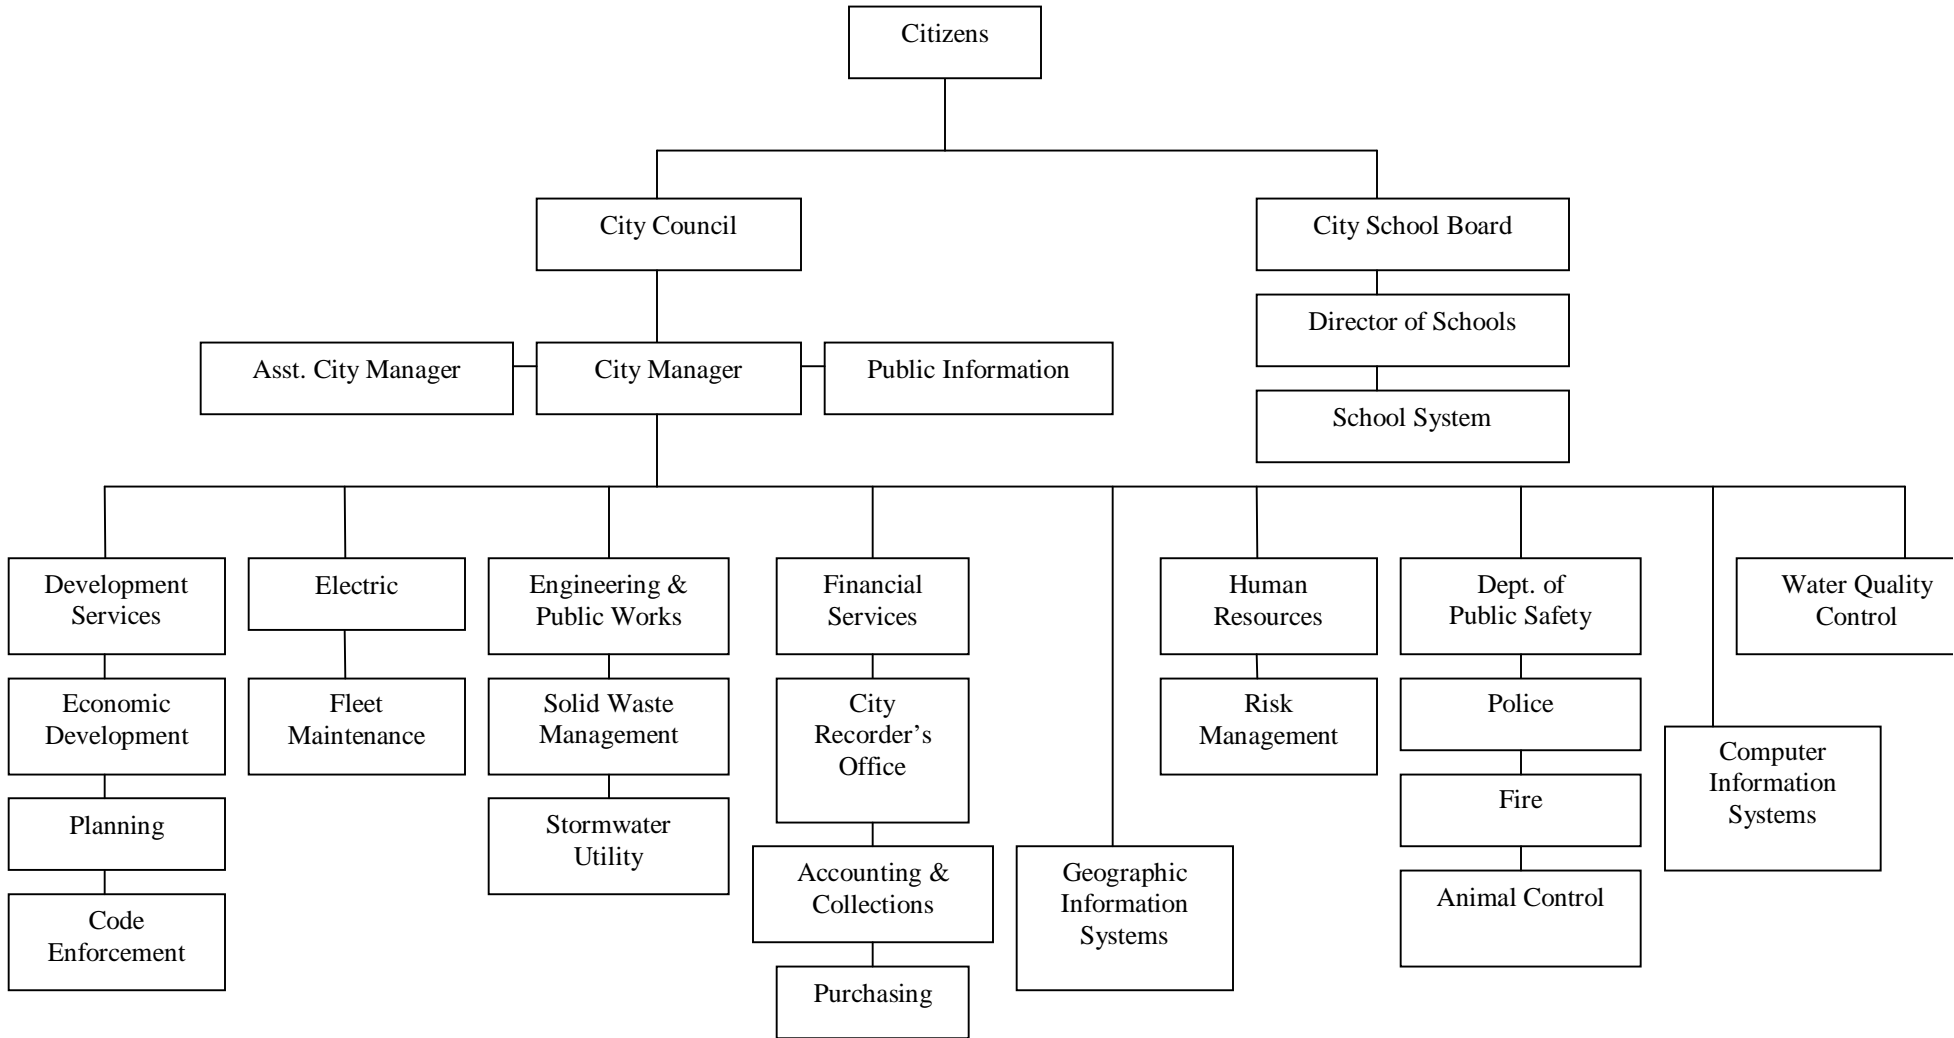 Citizens
City Council
City School Board
Director of Schools
School System
Asst. City Manager
City Manager
Public Information
Development
Services
Economic
Development
Planning
Code
Enforcement
Electric
Fleet
Maintenance
Engineering &
Public Works
Solid Waste
Management
Stormwater
Utility
Financial
Services
City
Recorder’s
Office
Accounting &
Collections
Purchasing
Geographic
Information
Systems
Human
Resources
Risk
Management
Dept. of
Public Safety
Police
Fire
Animal Control
Computer
Information
Systems
Water Quality
Control